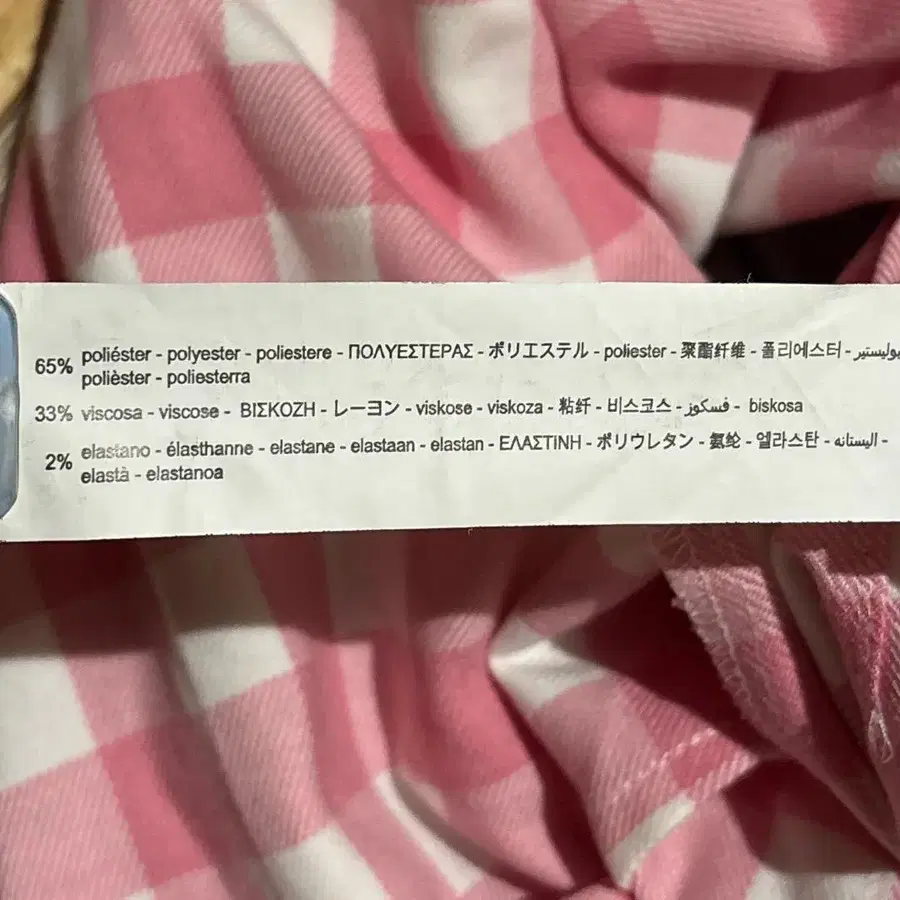 65% poliéster - polyester - poliestere - ΠΟΛΥΕΣΤΕΡΑΣ - ポリエステル - poliester - 聚酯纤维 - 폴리에스터 - بوليستير
polièster - poliesterra
33% viscosa - viscose - ΒΙΣΚΟΖΗ - レーヨン - viskose - viskoza - 粘纤 - 비스코스 - فسكوز - biskosa
2% elastano - élasthanne - elastane - elastaan - elastan - ΕΛΑΣΤΙΝΗ - ポリウレタン - 氨纶 - 엘라스탄 - اليستانه -
elastà - elastanoa